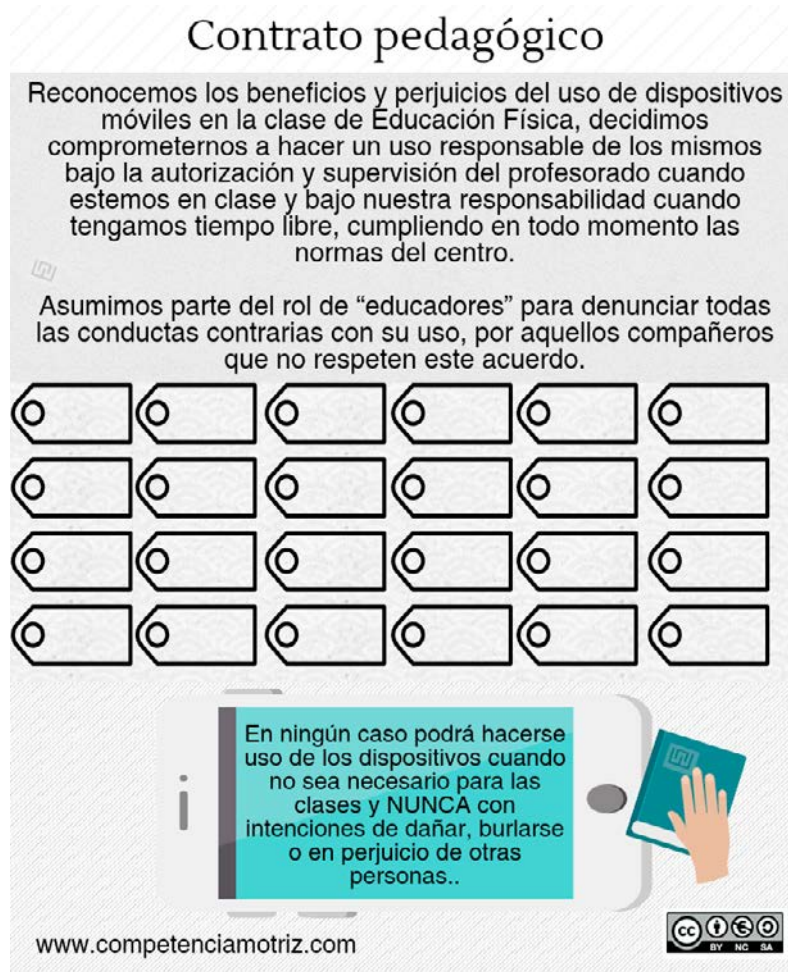 Contrato pedagógico
Reconocemos los beneficios y perjuicios del uso de dispositivos
móviles en la clase de Educación Física, decidimos
comprometernos a hacer un uso responsable de los mismos
bajo la autorización y supervisión del profesorado cuando
estemos en clase y bajo nuestra responsabilidad cuando
tengamos tiempo libre, cumpliendo en todo momento las
normas del centro.
Asumimos parte del rol de “educadores” para denunciar todas
las conductas contrarias con su uso, por aquellos compañeros
que no respeten este acuerdo.
En ningún caso podrá hacerse
uso de los dispositivos cuando
no sea necesario para las
clases y NUNCA con
intenciones de dañar, burlarse
o en perjuicio de otras
personas..
www.competenciamotriz.com
cc
BY NC SA